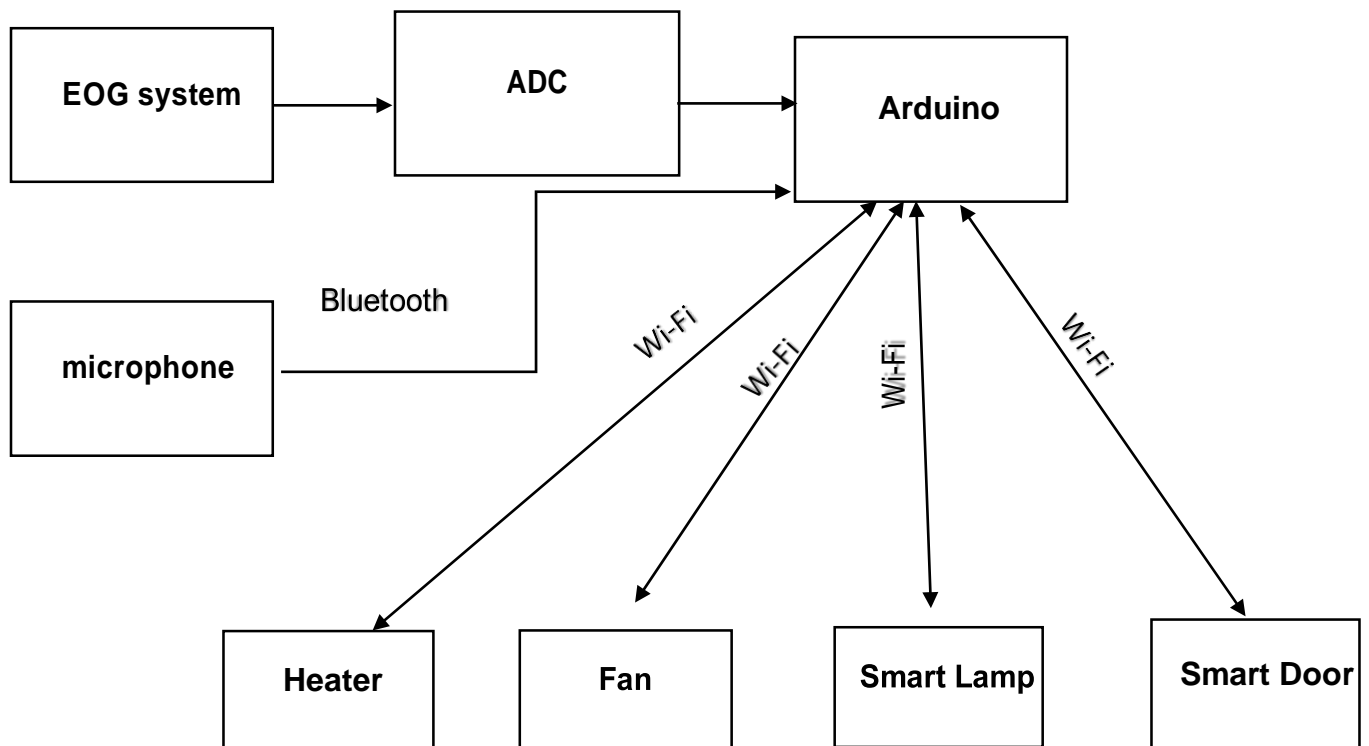 EOG system
ADC
Arduino
Bluetooth
microphone
Wi-Fi
Wi-Fi
Wi-Fi
Wi-Fi
Heater
Fan
Smart Lamp
Smart Door